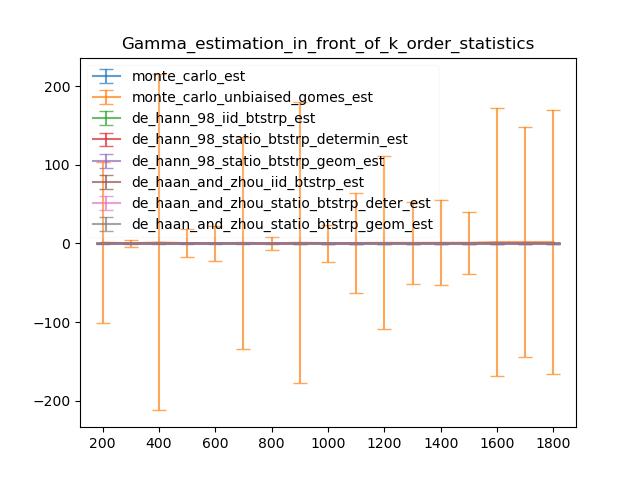 Gamma_estimation_in_front_of_k_order_statistics
monte_carlo_est
monte_carlo_unbiaised_gomes_est
de_hann_98_iid_btstrp_est
de_hann_98_statio_btstrp_determin_est
de_hann_98_statio_btstrp_geom_est
de_haan_and_zhou_iid_btstrp_est
de_haan_and_zhou_statio_btstrp_deter_est
de_haan_and_zhou_statio_btstrp_geom_est
200
100
0
−100
−200
200 400 600 800 1000 1200 1400 1600 1800